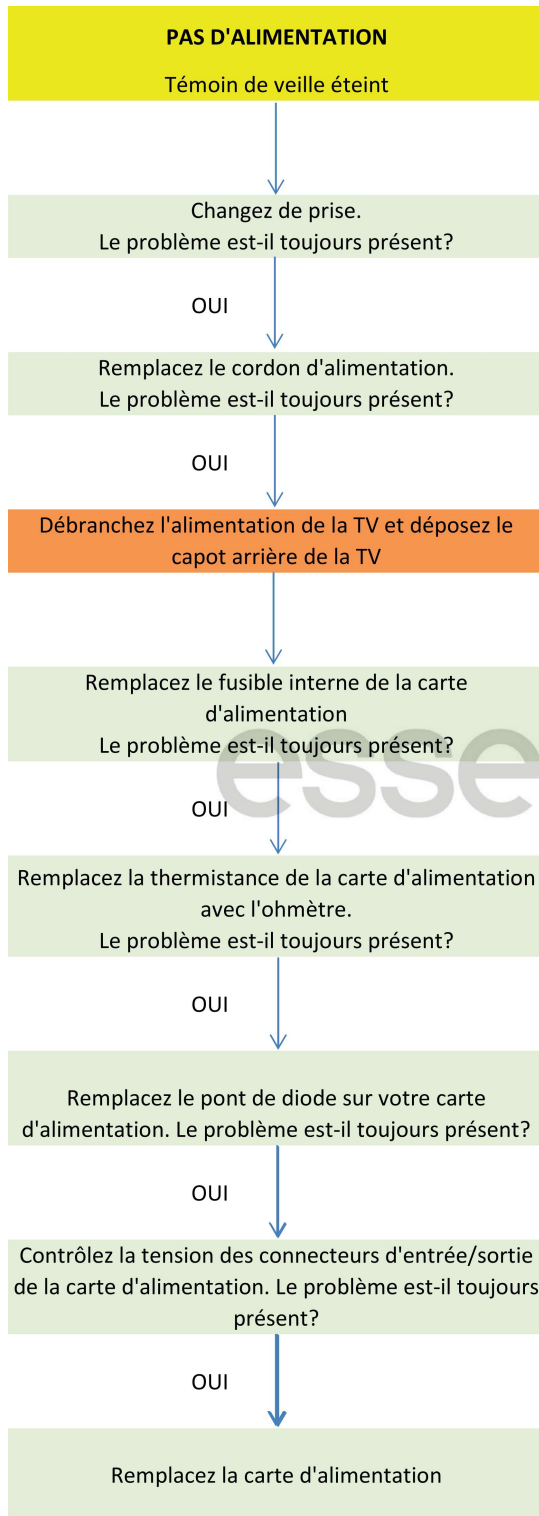 PAS D'ALIMENTATION
Témoin de veille éteint
Changez de prise.
Le problème est-il toujours présent?
OUI
Remplacez le cordon d'alimentation.
Le problème est-il toujours présent?
OUI
Débranchez l'alimentation de la TV et déposez le
capot arrière de la TV
Remplacez le fusible interne de la carte
d'alimentation
Le problème est-il toujours présent?
esse
OUI
Remplacez la thermistance de la carte d'alimentation
avec l'ohmètre.
Le problème est-il toujours présent?
OUI
Remplacez le pont de diode sur votre carte
d'alimentation. Le problème est-il toujours présent?
OUI
Contrôlez la tension des connecteurs d'entrée/sortie
de la carte d'alimentation. Le problème est-il toujours
présent?
OUI
Remplacez la carte d'alimentation